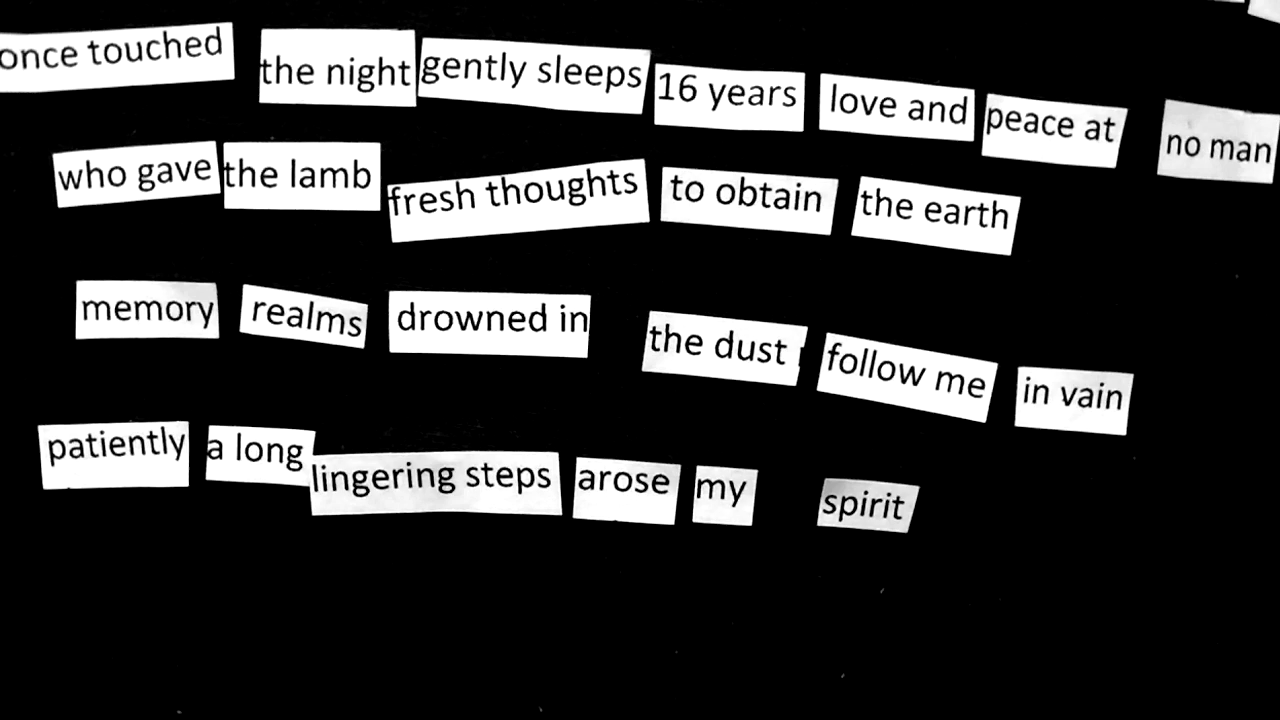 once touched the night gently sleeps 16 years love and peace at no man
who gave the lamb fresh thoughts to obtain the earth
memory realms drowned in the dust follow me in vain
patiently a long lingering steps arose my spirit